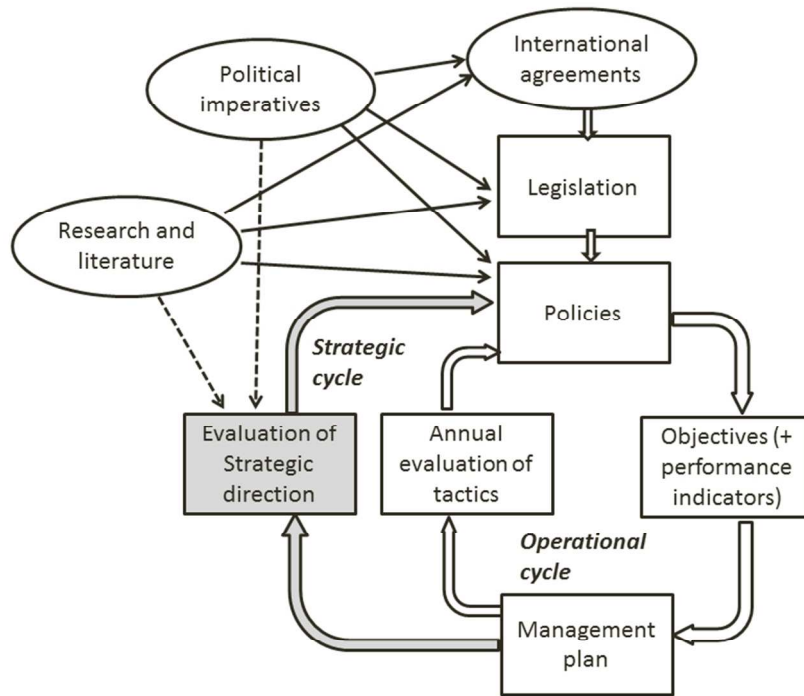 International
agreements
Political
imperatives
Legislation
Research and
literature
Policies
Strategic
cycle
Evaluation of
Strategic
direction
Annual
evaluation of
tactics
Objectives (+
performance
indicators)
Operational
cycle
Management
plan